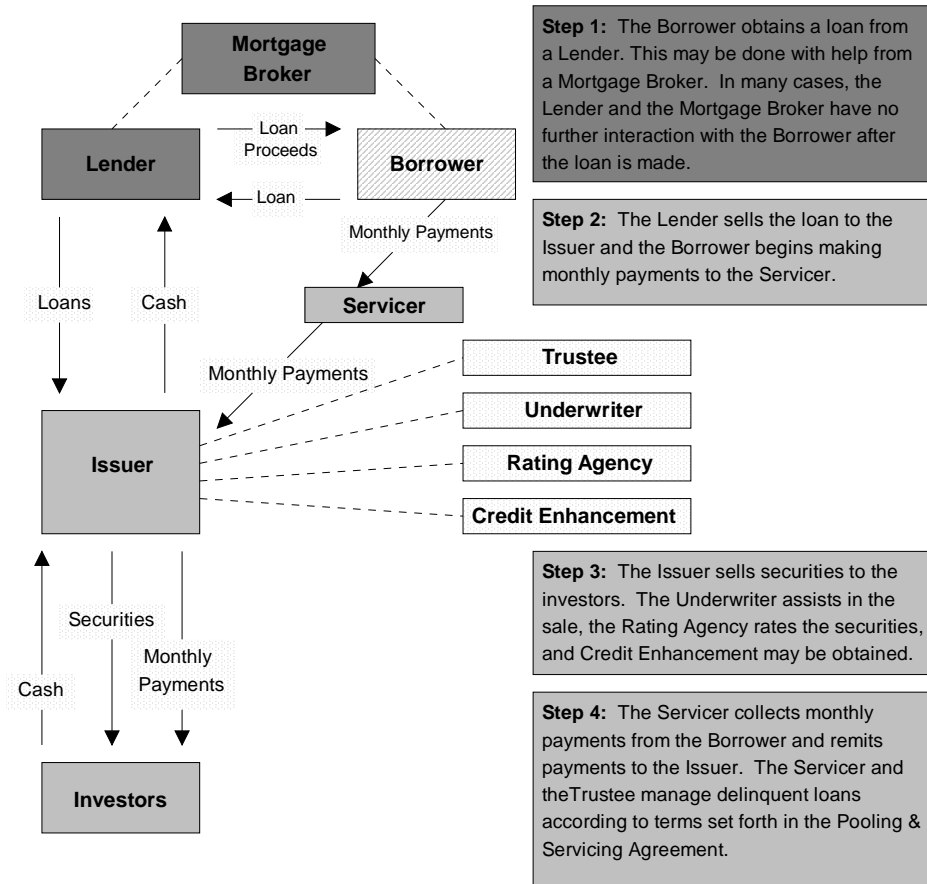 Mortgage
Broker
Lender
Loan
Proceeds
Borrower
Loan
Monthly Payments
Servicer
Loans
Cash
Monthly Payments
Trustee
Underwriter
Issuer
Rating Agency
Credit Enhancement
Securities
Monthly
Payments
Cash
Investors
Step 1: The Borrower obtains a loan from
a Lender. This may be done with help from
a Mortgage Broker. In many cases, the
Lender and the Mortgage Broker have no
further interaction with the Borrower after
the loan is made.
Step 2: The Lender sells the loan to the
Issuer and the Borrower begins making
monthly payments to the Servicer.
Step 3: The Issuer sells securities to the
investors. The Underwriter assists in the
sale, the Rating Agency rates the securities,
and Credit Enhancement may be obtained.
Step 4: The Servicer collects monthly
payments from the Borrower and remits
payments to the Issuer. The Servicer and
theTrustee manage delinquent loans
according to terms set forth in the Pooling &
Servicing Agreement.